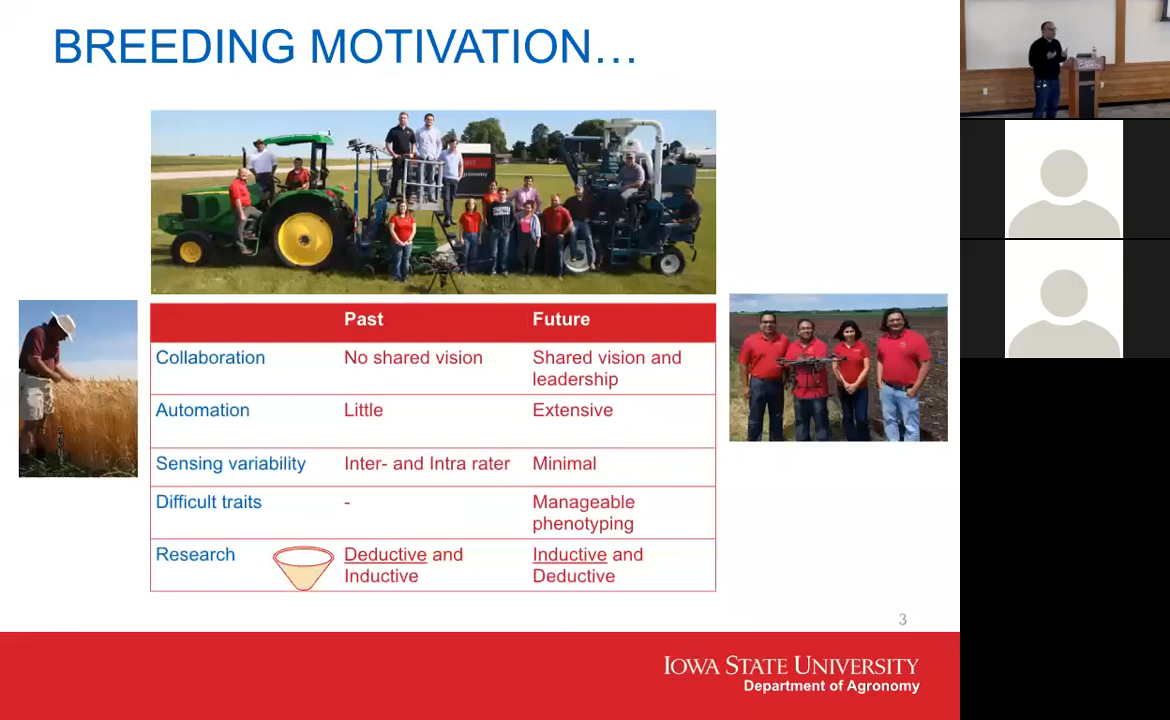 BREEDING MOTIVATION…
Agronomy
Past Future
Collaboration No shared vision Shared vision and
leadership
Automation Little Extensive
Sensing variability Inter- and Intra rater Minimal
Difficult traits - Manageable
phenotyping
Research Deductive and Inductive and
Inductive Deductive
3
IOWA STATE UNIVERSITY
Department of Agronomy